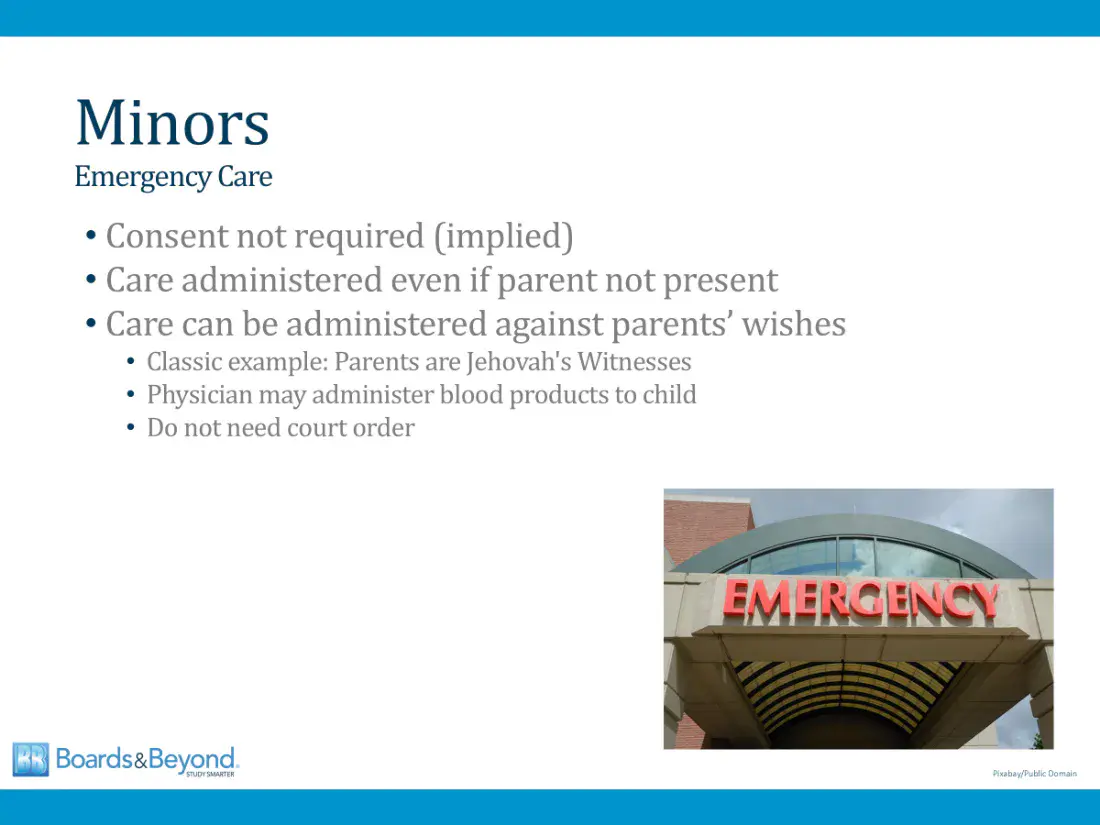 Minors
Emergency Care
• Consent not required (implied)
• Care administered even if parent not present
• Care can be administered against parents’ wishes
• Classic example: Parents are Jehovah's Witnesses
• Physician may administer blood products to child
• Do not need court order
EMERGENCY
BB Boards&Beyond®
STUDY SMARTER
Pixabay/Public Domain